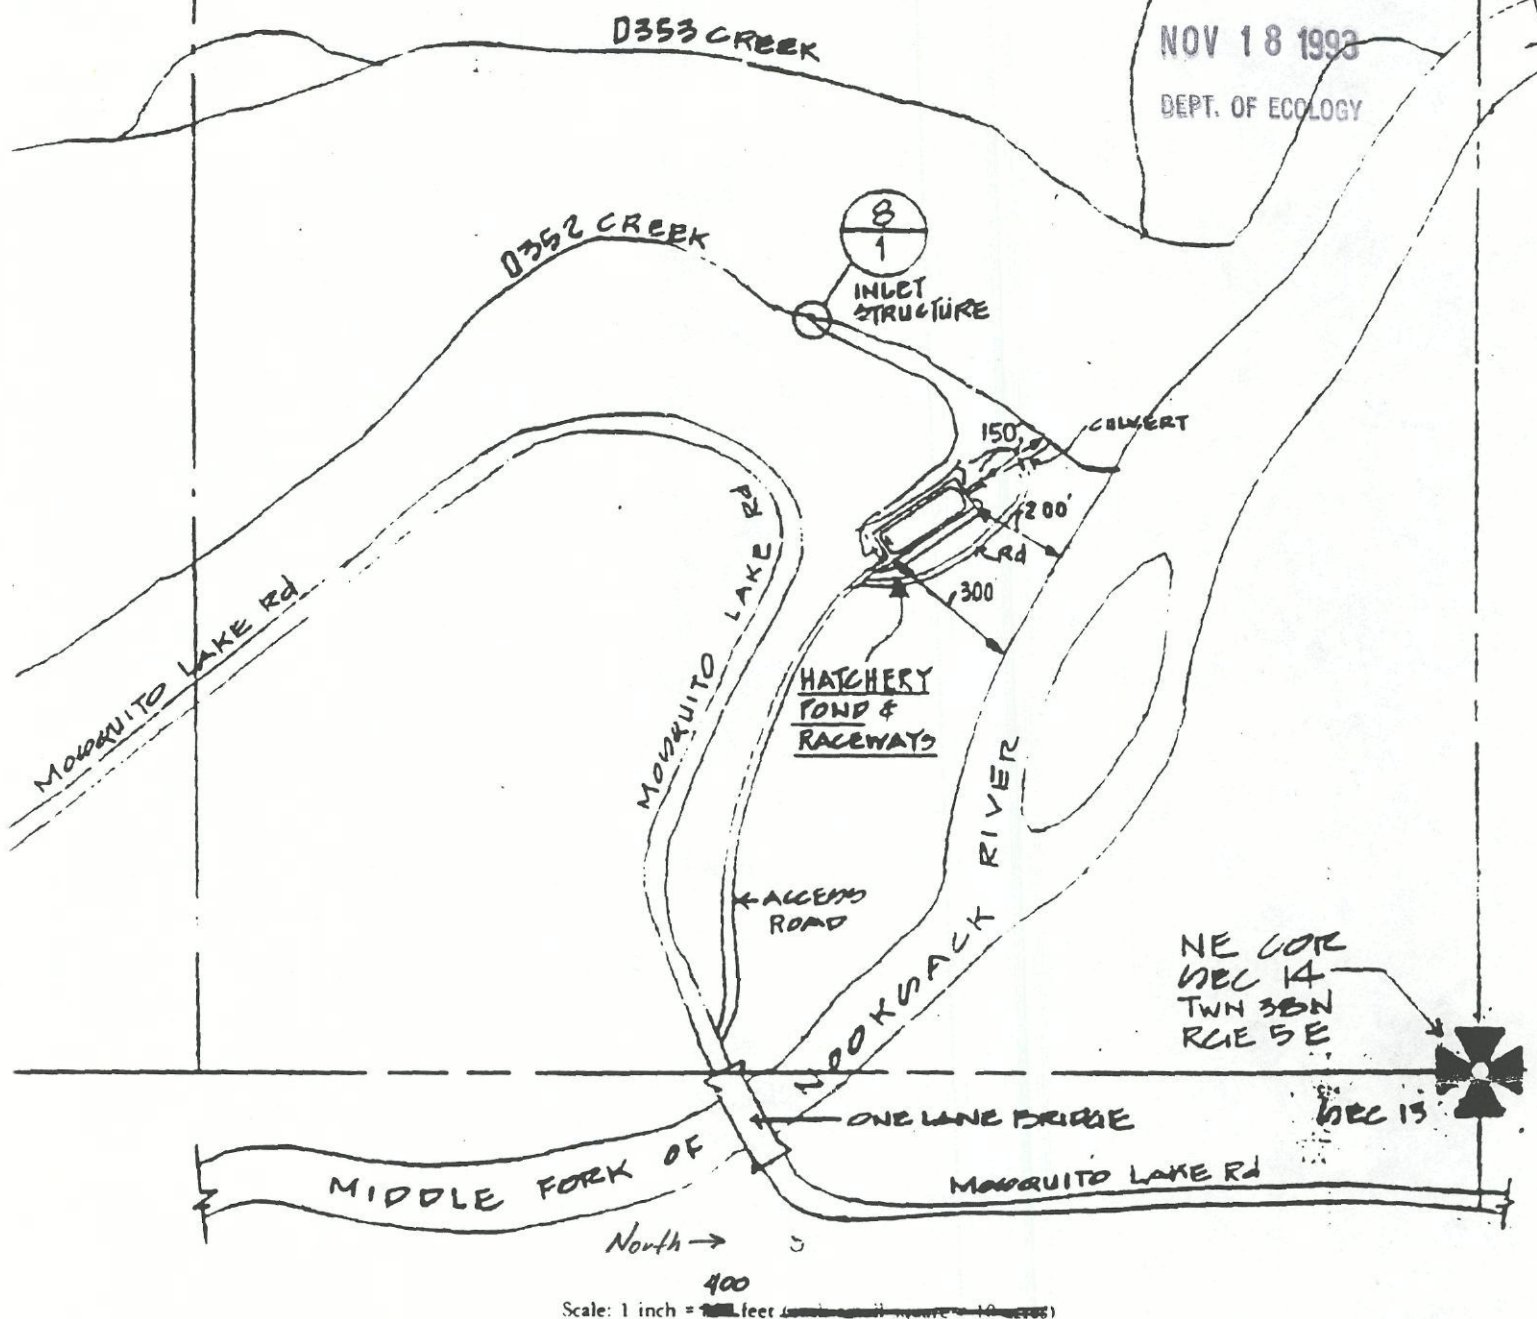 D353 CREEK
NOV 18 1993
DEPT. OF ECOLOGY
D352 CREEK
8
1
INLET
STRUCTURE
150'
CULVERT
200'
Rd
300'
HATCHERY
POND &
RACEWAYS
MOSQUITO LAKE Rd
MOSQUITO LAKE Rd
ACCESS
ROAD
NE COR
SEC 14
TWN 38N
RGE 5 E
SEC 13
ONE LANE BRIDGE
MIDDLE FORK OF NOOKSACK RIVER
MOSQUITO LAKE Rd
North →
400
Scale: 1 inch = feet